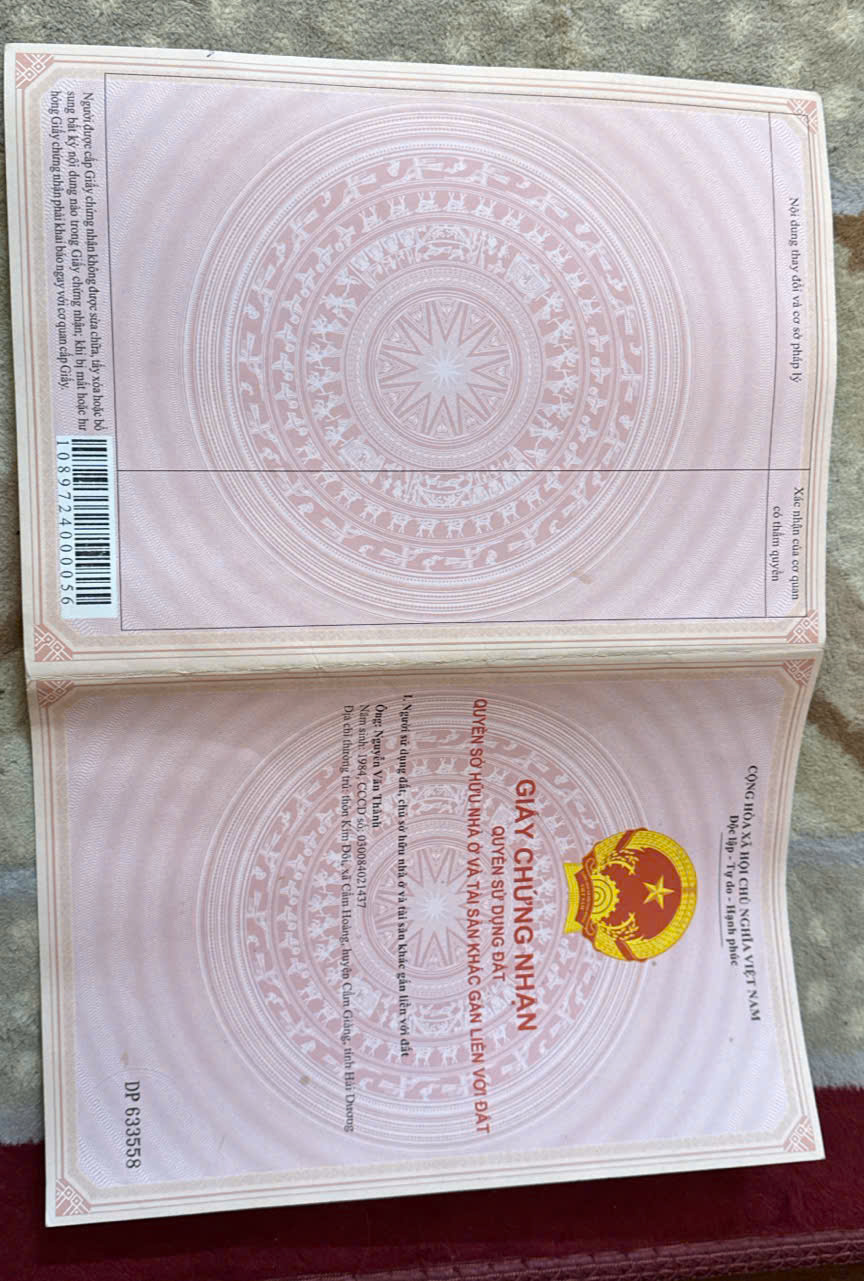 Nội dung thay đổi và cơ sở pháp lý
Xác nhận của cơ quan
có thẩm quyền
Người được cấp Giấy chứng nhận không được sửa chữa, tẩy xóa hoặc bổ
sung bất kỳ nội dung nào trong Giấy chứng nhận; khi bị mất hoặc hư
hỏng Giấy chứng nhận phải khai báo ngay với cơ quan cấp Giấy.
1089724000056
CỘNG HÒA XÃ HỘI CHỦ NGHĨA VIỆT NAM
Độc lập - Tự do - Hạnh phúc
GIẤY CHỨNG NHẬN
QUYỀN SỬ DỤNG ĐẤT
QUYỀN SỞ HỮU NHÀ Ở VÀ TÀI SẢN KHÁC GẮN LIỀN VỚI ĐẤT
I. Người sử dụng đất, chủ sở hữu nhà ở và tài sản khác gắn liền với đất
Ông: Nguyễn Văn Thành
Năm sinh: 1984, CCCD số: 030084021437
Địa chỉ thường trú: thôn Kim Đôi, xã Cẩm Hoàng, huyện Cẩm Giàng, tỉnh Hải Dương
DP 633558